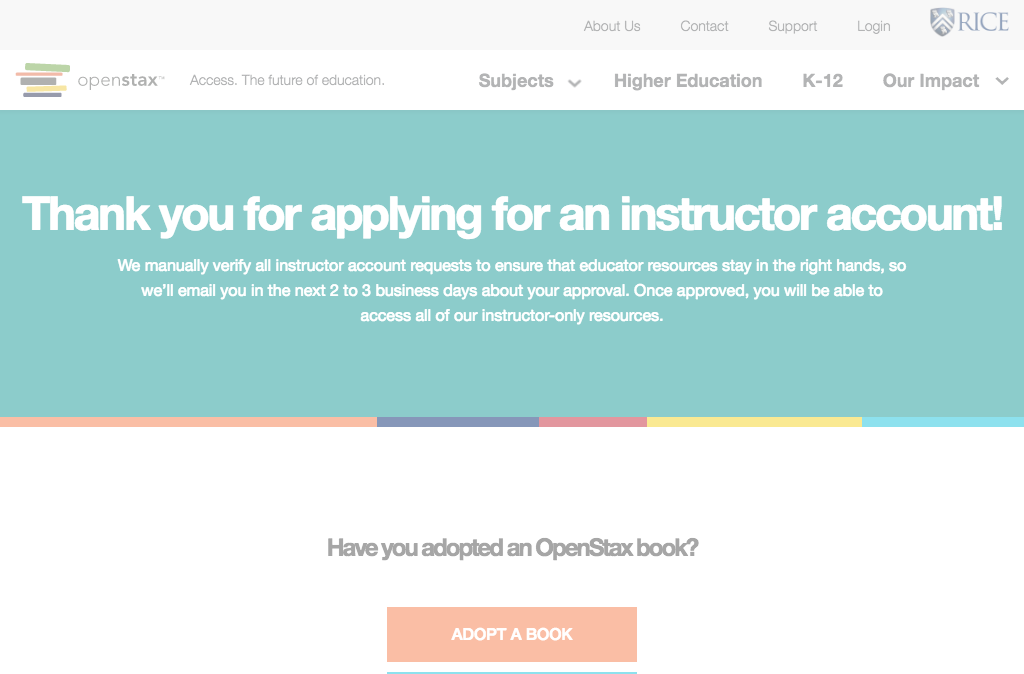 About Us Contact Support Login RICE
openstax™ Access. The future of education. Subjects Higher Education K-12 Our Impact
Thank you for applying for an instructor account!
We manually verify all instructor account requests to ensure that educator resources stay in the right hands, so
we’ll email you in the next 2 to 3 business days about your approval. Once approved, you will be able to
access all of our instructor-only resources.
Have you adopted an OpenStax book?
ADOPT A BOOK